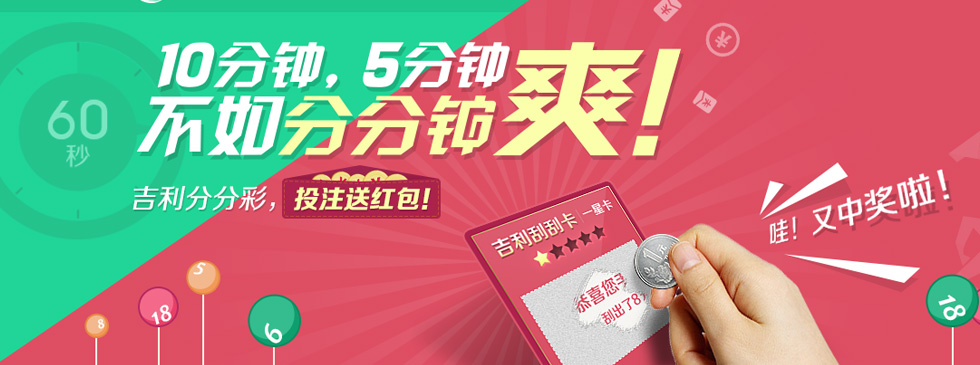 10分钟，5分钟
不如分分钟爽！
60
秒
吉利分分彩，投注送红包！
哇！又中奖啦！
吉利刮刮卡 一星卡
恭喜您
刮出了8
1
8
18
5
6
18